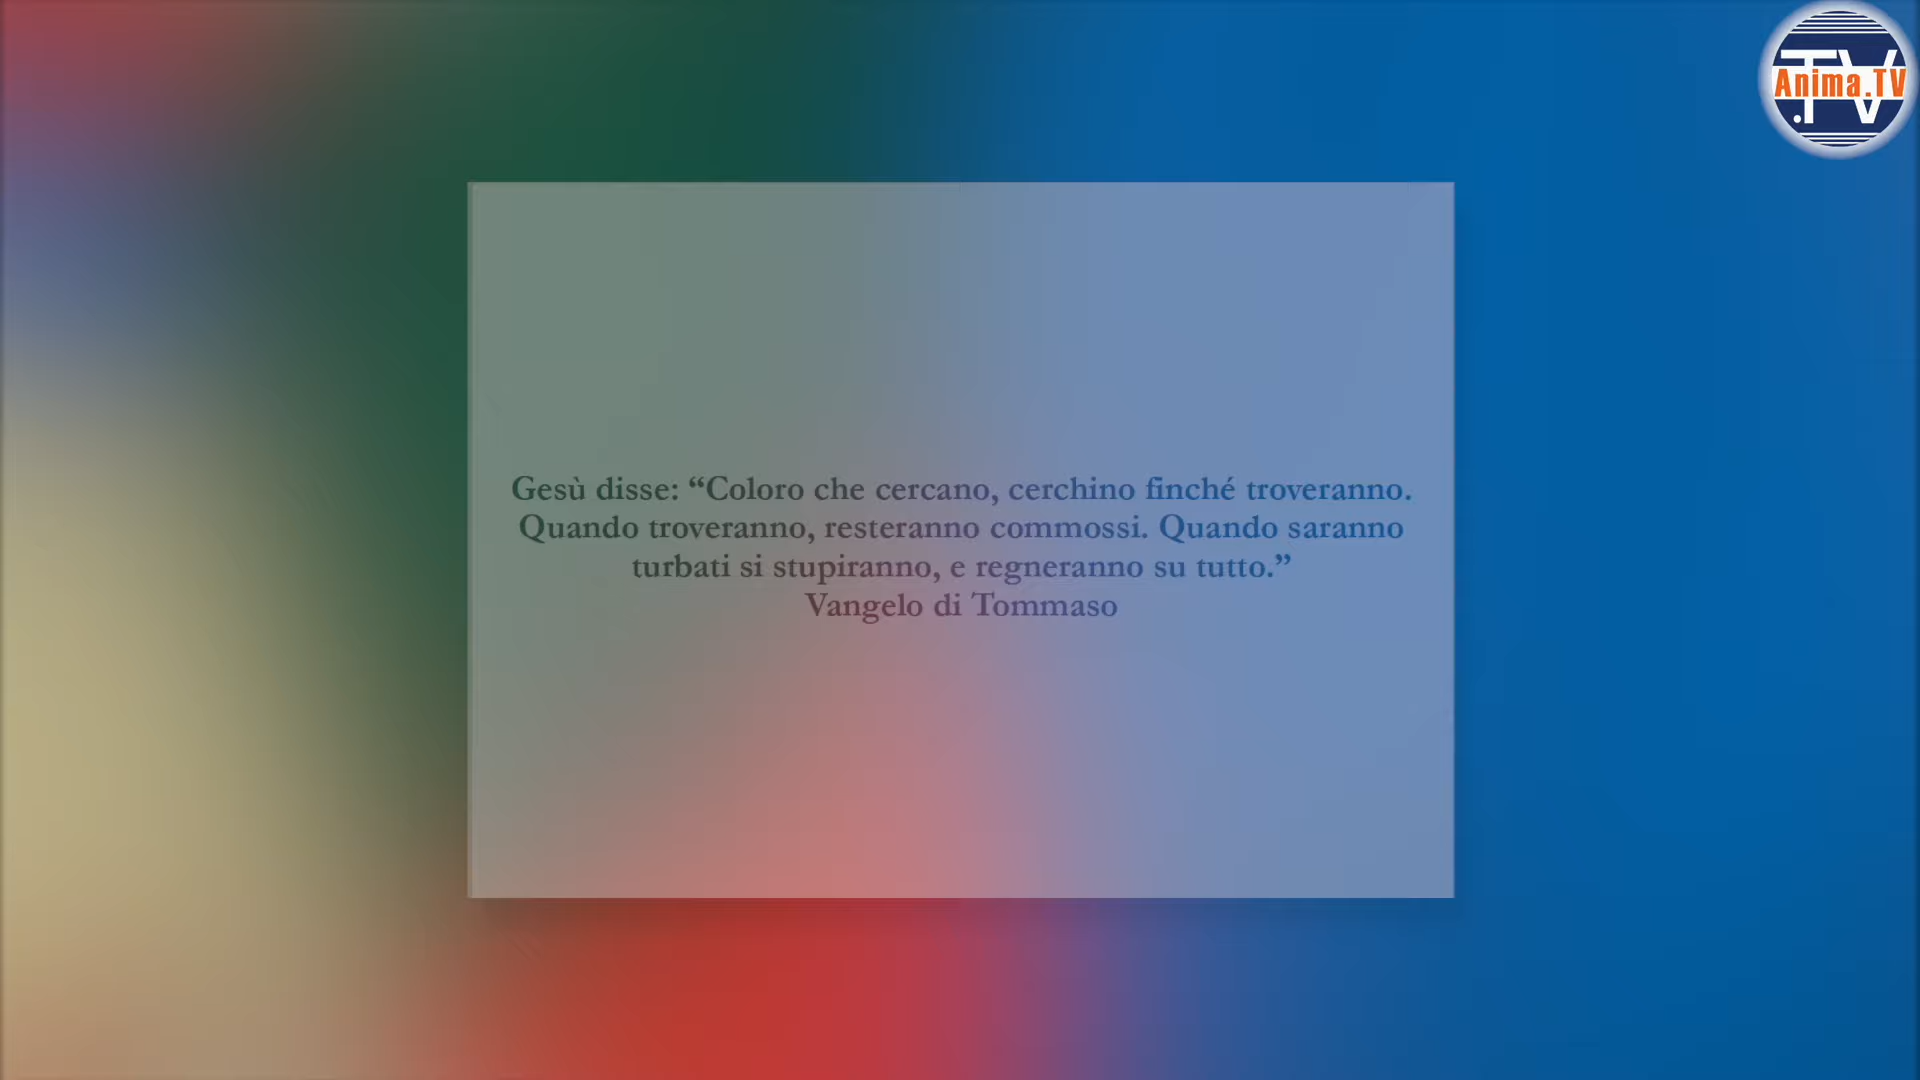 .TV
Anima.TV
Gesù disse: “Coloro che cercano, cerchino finché troveranno.
Quando troveranno, resteranno commossi. Quando saranno
turbati si stupiranno, e regneranno su tutto.”
Vangelo di Tommaso